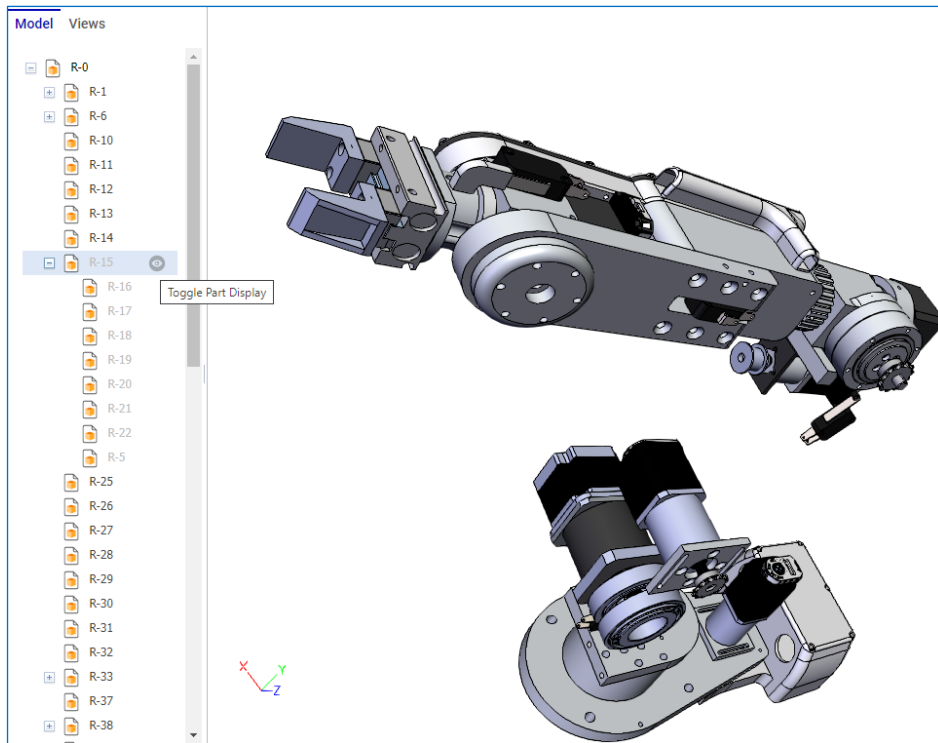 Model Views
R-0
R-1
R-6
R-10
R-11
R-12
R-13
R-14
R-15
Toggle Part Display
R-16
R-17
R-18
R-19
R-20
R-21
R-22
R-5
R-25
R-26
R-27
R-28
R-29
R-30
R-31
R-32
R-33
R-37
R-38
X Y
Z